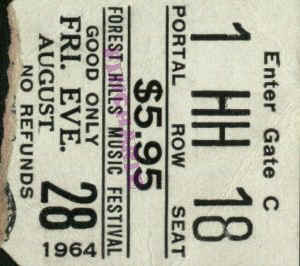 Enter Gate C
1 HH 18
PORTAL ROW SEAT
$5.95
FOREST HILLS MUSIC FESTIVAL
GOOD ONLY
FRI. EVE.
AUGUST 28 1964
NO REFUNDS